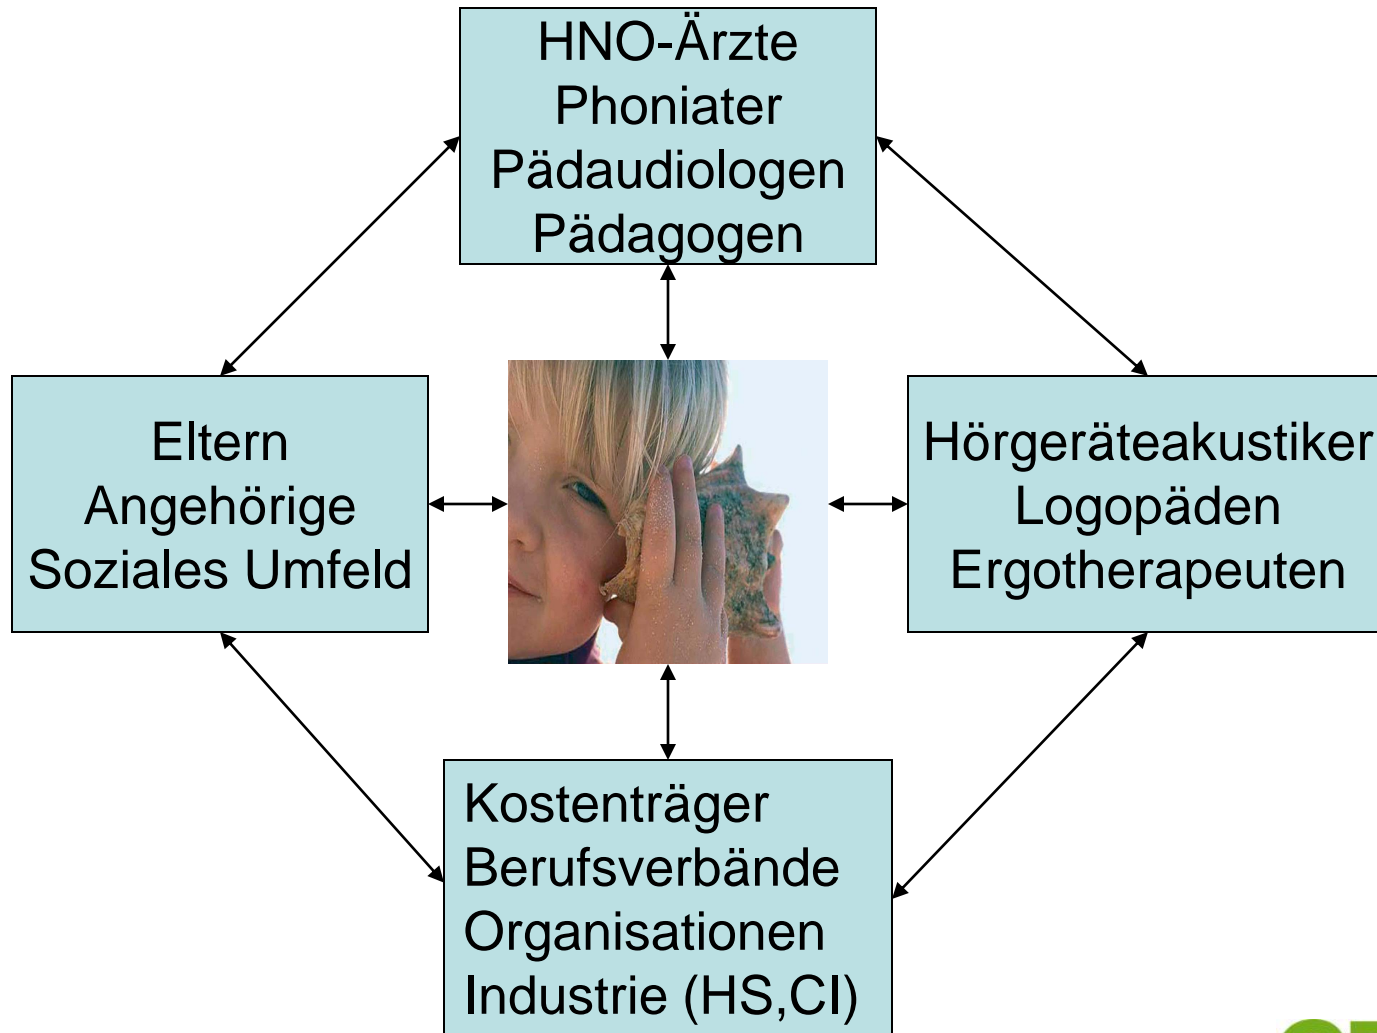 HNO-Ärzte
Phoniater
Pädaudiologen
Pädagogen
Eltern
Angehörige
Soziales Umfeld
Hörgeräteakustiker
Logopäden
Ergotherapeuten
Kostenträger
Berufsverbände
Organisationen
Industrie (HS,CI)